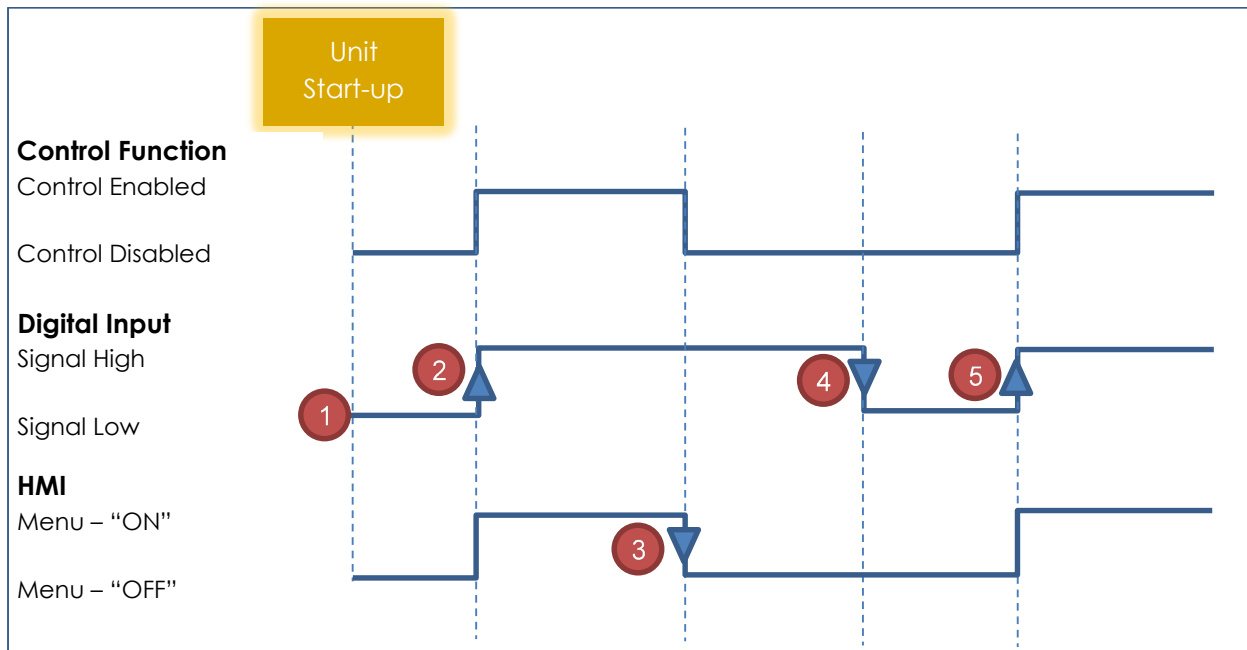 Unit
Start-up
Control Function
Control Enabled
Control Disabled
Digital Input
Signal High
2
4
5
1
Signal Low
HMI
Menu – “ON”
3
Menu – “OFF”